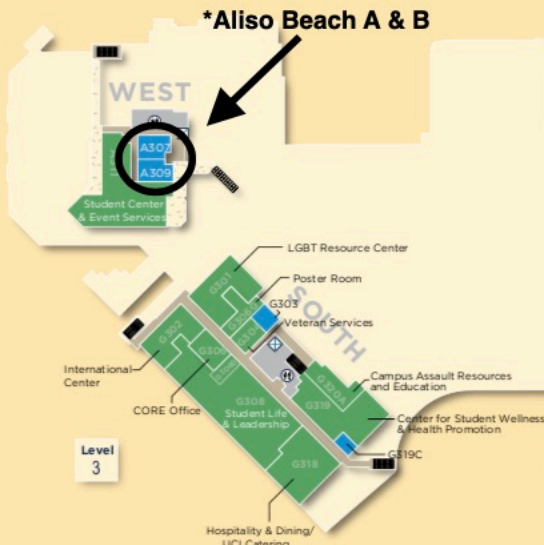 *Aliso Beach A & B
WEST
A307
A309
Student Center
& Event Services
LGBT Resource Center
G301
Poster Room
G303
SOUTH
Veteran Services
G302
International
Center
CORE Office
G308
Student Life
& Leadership
G320A
Campus Assault Resources
and Education
G319
Center for Student Wellness
& Health Promotion
G319C
G318
Level
3
Hospitality & Dining/
UCI Catering